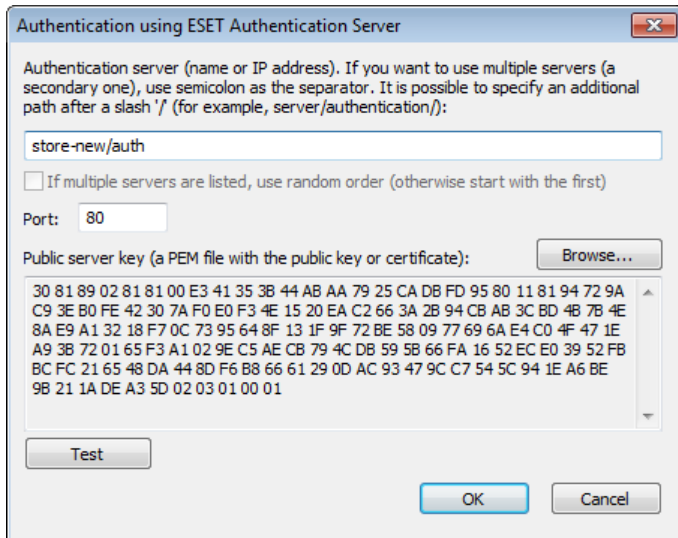 Authentication using ESET Authentication Server
Authentication server (name or IP address). If you want to use multiple servers (a
secondary one), use semicolon as the separator. It is possible to specify an additional
path after a slash '/' (for example, server/authentication/):
store-new/auth
If multiple servers are listed, use random order (otherwise start with the first)
Port: 80
Public server key (a PEM file with the public key or certificate): Browse...
30 81 89 02 81 81 00 E3 41 35 3B 44 AB AA 79 25 CA DB FD 95 80 11 81 94 72 9A
C9 3E B0 FE 42 30 7A F0 E0 F3 4E 15 20 EA C2 66 3A 2B 94 CB AB 3C BD 4B 7B 4E
8A E9 A1 32 18 F7 0C 73 95 64 8F 13 1F 9F 72 BE 58 09 77 69 6A E4 C0 4F 47 1E
A9 3B 72 01 65 F3 A1 02 9E C5 AE CB 79 4C DB 59 5B 66 FA 16 52 EC E0 39 52 FB
BC FC 21 65 48 DA 44 8D F6 B8 66 61 29 0D AC 93 47 9C C7 54 5C 94 1E A6 BE
9B 21 1A DE A3 5D 02 03 01 00 01
Test
OK Cancel